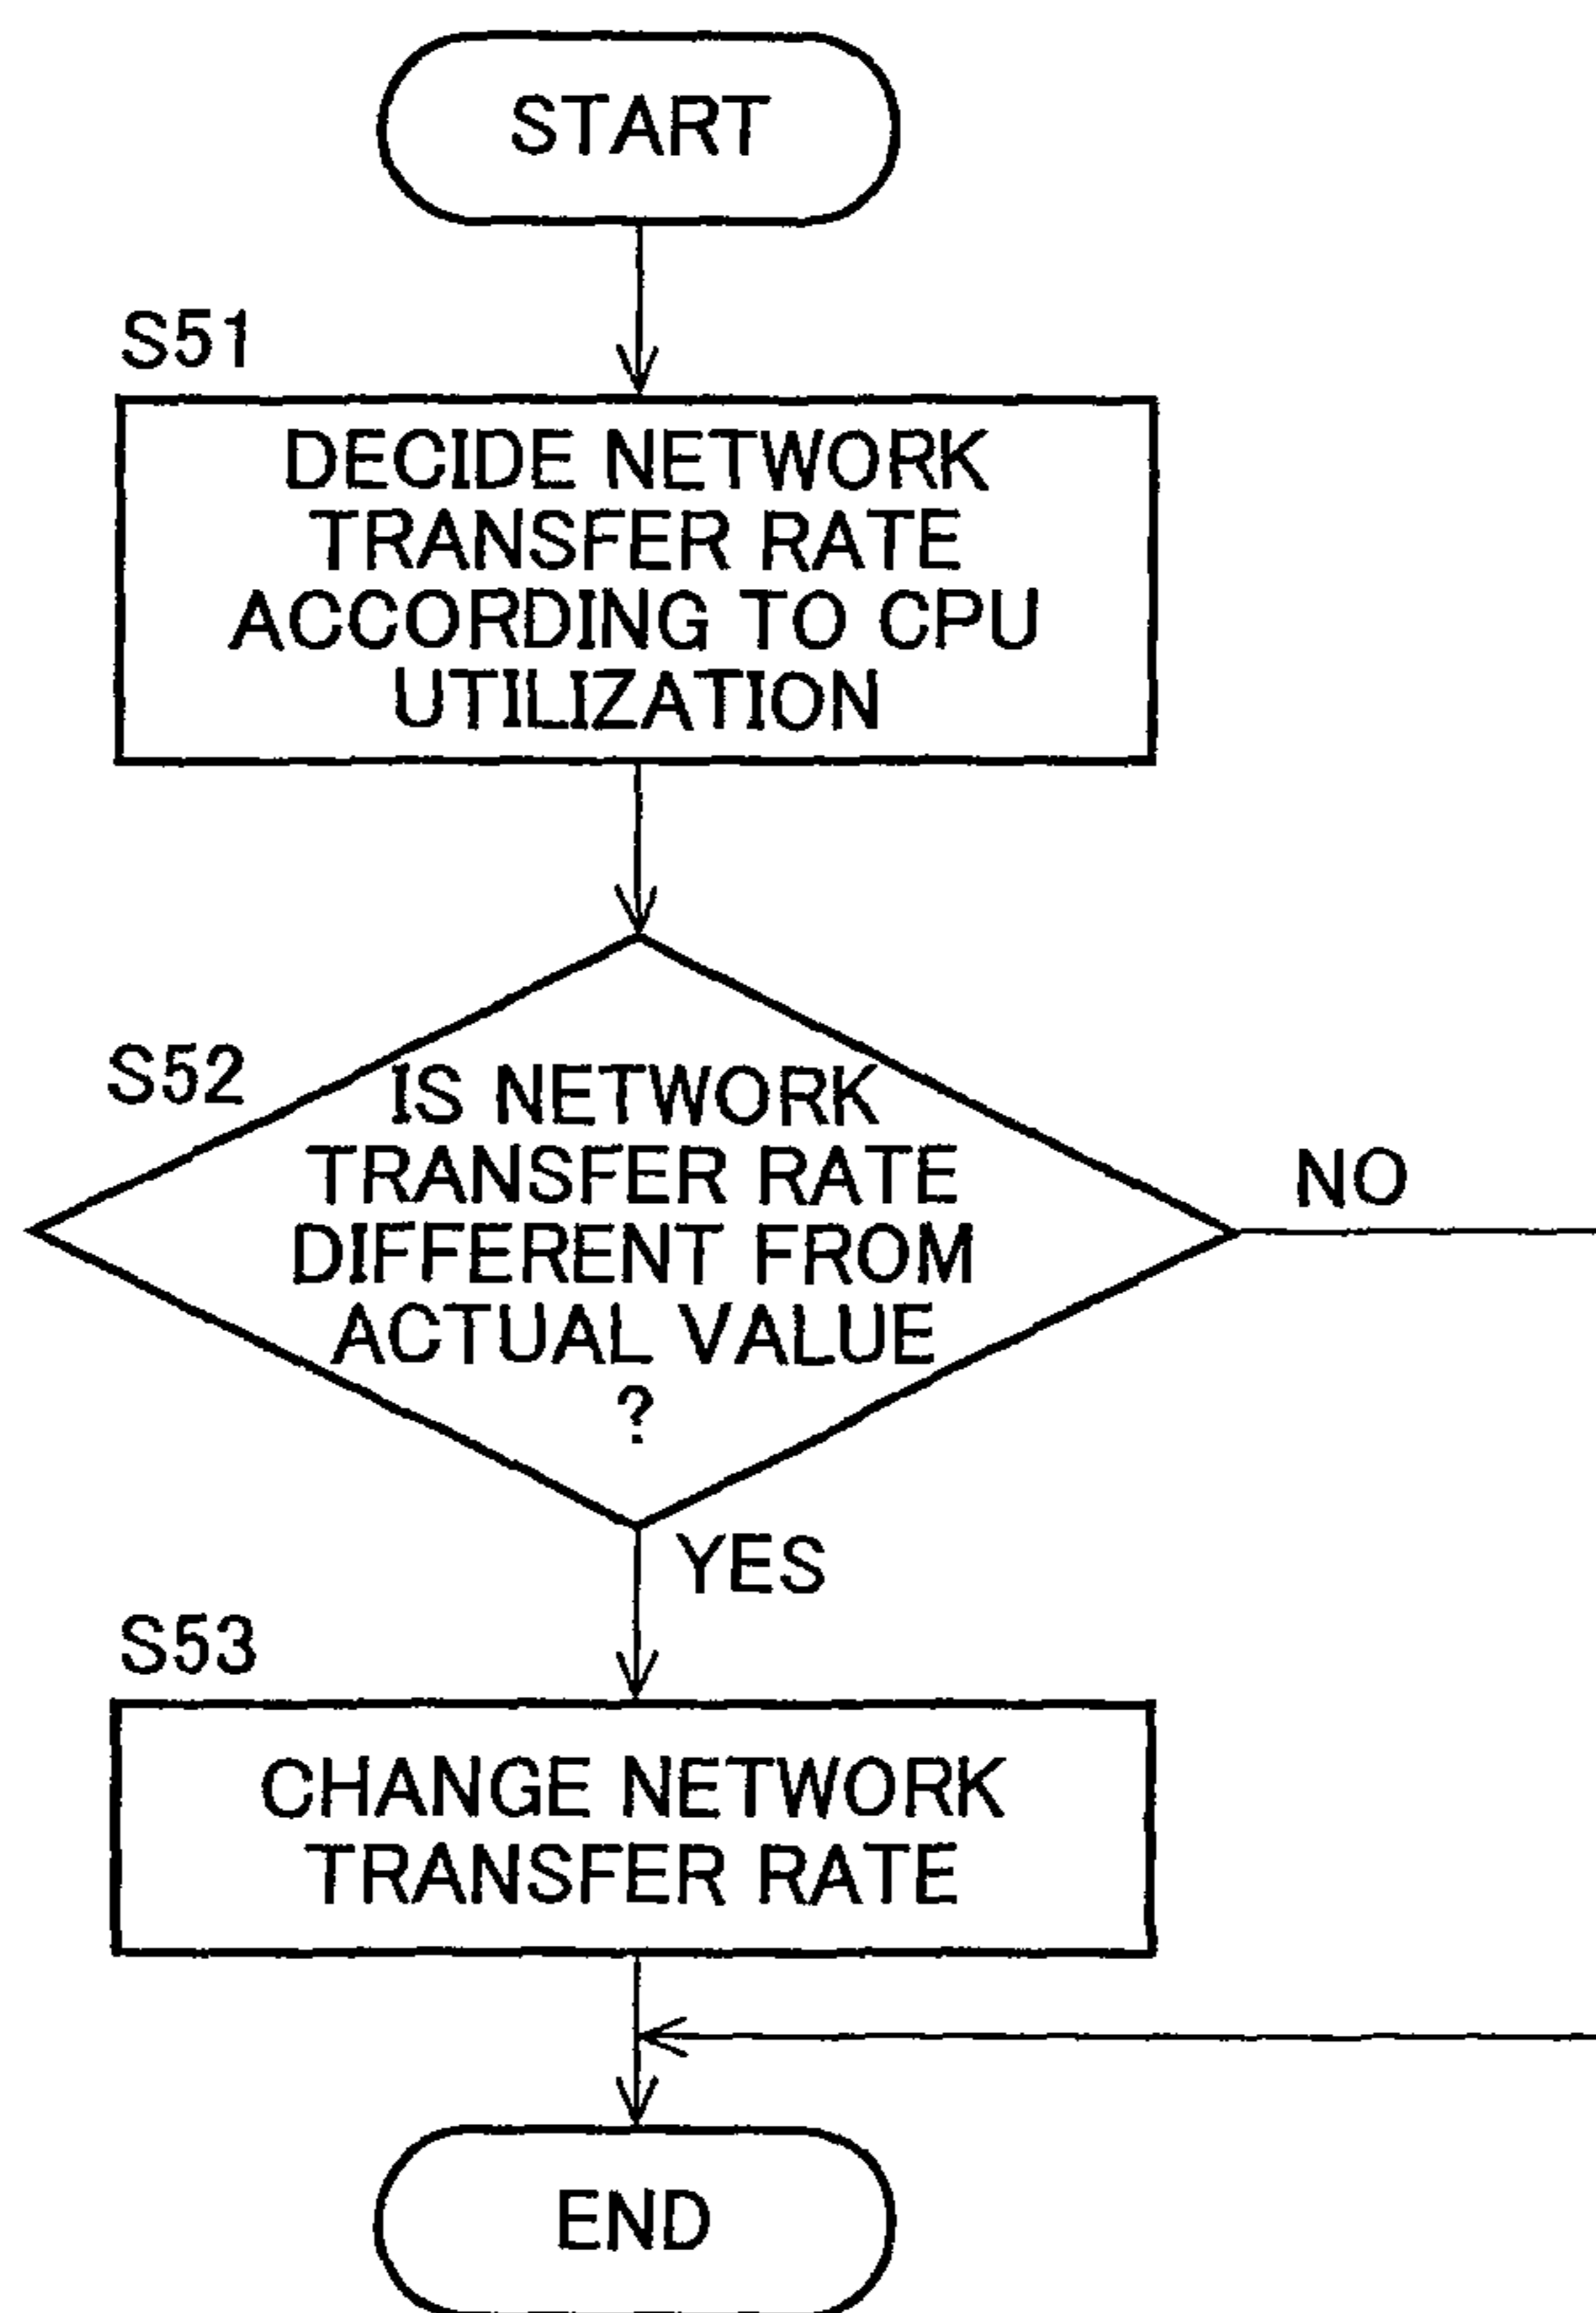 START
S51
DECIDE NETWORK
TRANSFER RATE
ACCORDING TO CPU
UTILIZATION
S52
IS NETWORK
TRANSFER RATE
DIFFERENT FROM
ACTUAL VALUE
?
NO
YES
S53
CHANGE NETWORK
TRANSFER RATE
END